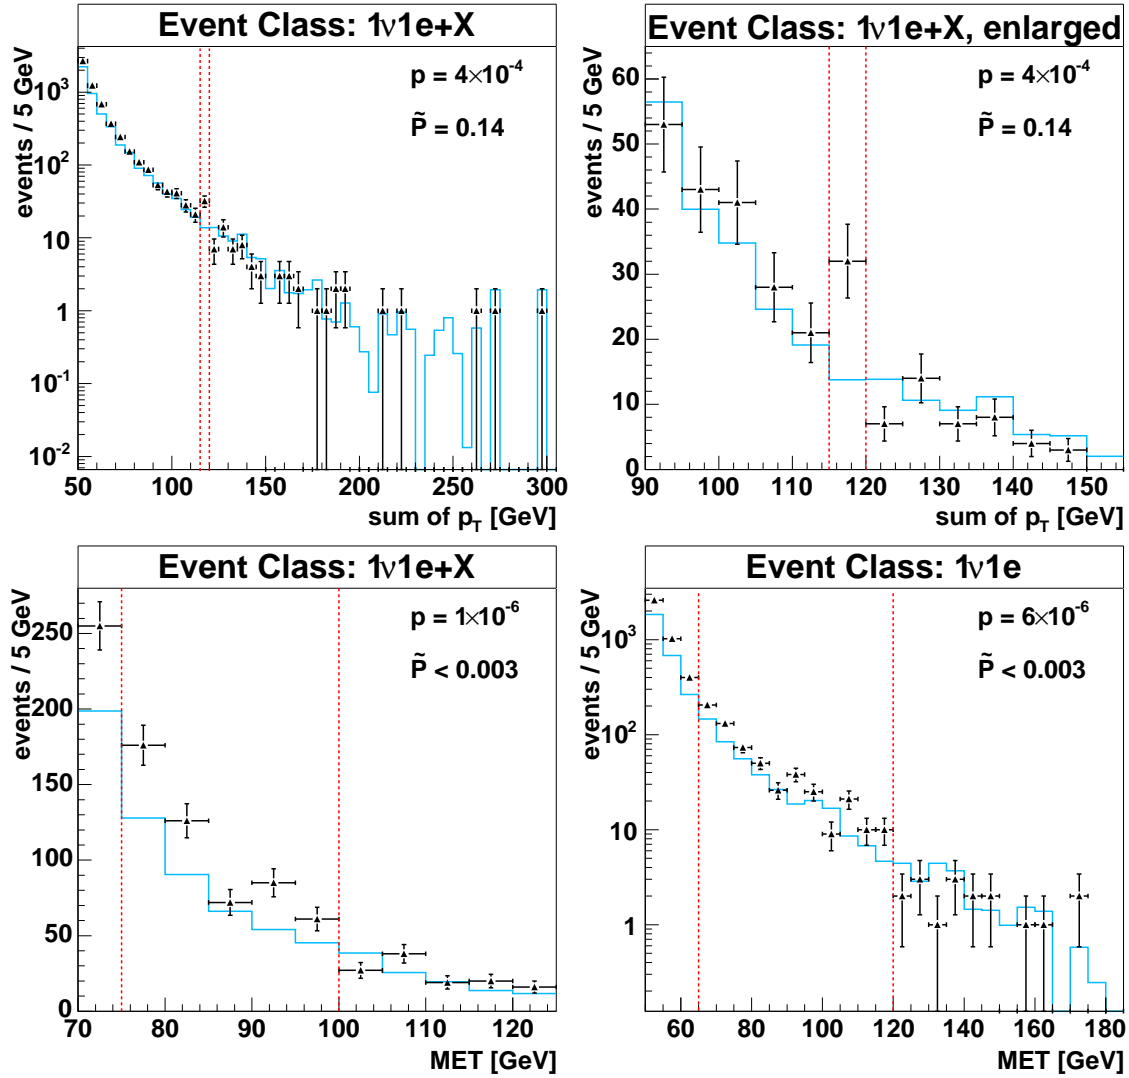 Event Class: 1ν1e+X
events / 5 GeV
p = 4×10⁻⁴
P̃ = 0.14
10³
10²
10
1
10⁻¹
10⁻²
50 100 150 200 250 300
sum of p_T [GeV]
Event Class: 1ν1e+X, enlarged
events / 5 GeV
p = 4×10⁻⁴
P̃ = 0.14
60
50
40
30
20
10
0
90 100 110 120 130 140 150
sum of p_T [GeV]
Event Class: 1ν1e+X
events / 5 GeV
p = 1×10⁻⁶
P̃ < 0.003
250
200
150
100
50
0
70 80 90 100 110 120
MET [GeV]
Event Class: 1ν1e
events / 5 GeV
p = 6×10⁻⁶
P̃ < 0.003
10³
10²
10
1
60 80 100 120 140 160 180
MET [GeV]